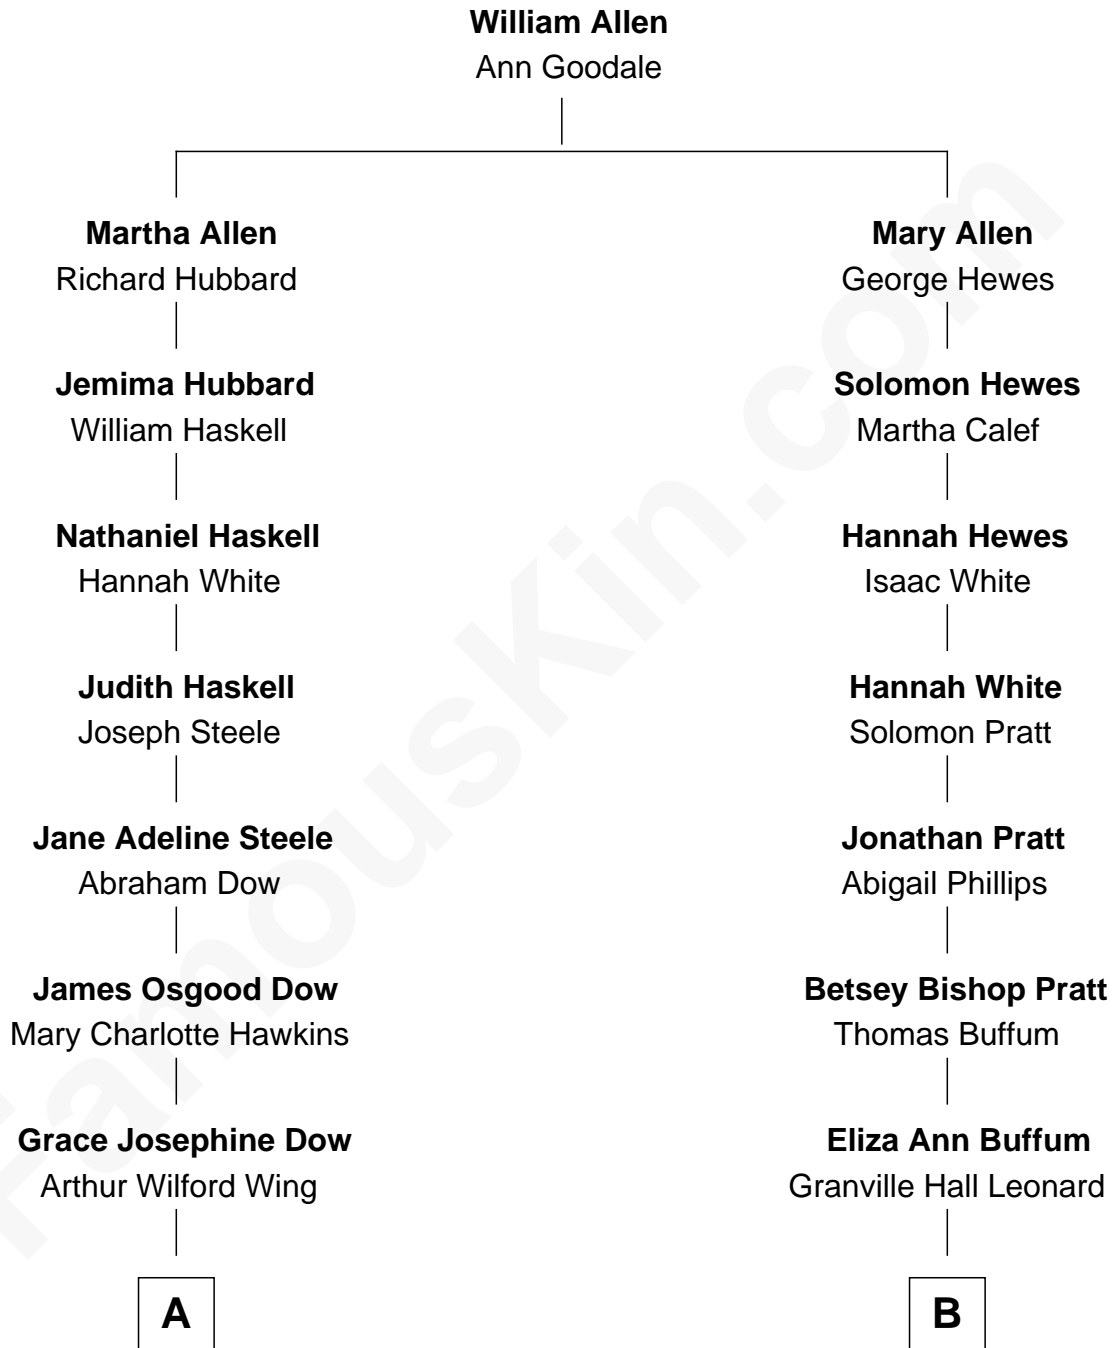 William Allen
Ann Goodale
Martha Allen
Richard Hubbard
Mary Allen
George Hewes
Jemima Hubbard
William Haskell
Solomon Hewes
Martha Calef
Nathaniel Haskell
Hannah White
Hannah Hewes
Isaac White
Judith Haskell
Joseph Steele
Hannah White
Solomon Pratt
Jane Adeline Steele
Abraham Dow
Jonathan Pratt
Abigail Phillips
James Osgood Dow
Mary Charlotte Hawkins
Betsey Bishop Pratt
Thomas Buffum
Grace Josephine Dow
Arthur Wilford Wing
Eliza Ann Buffum
Granville Hall Leonard
A
B
FamousKin.com